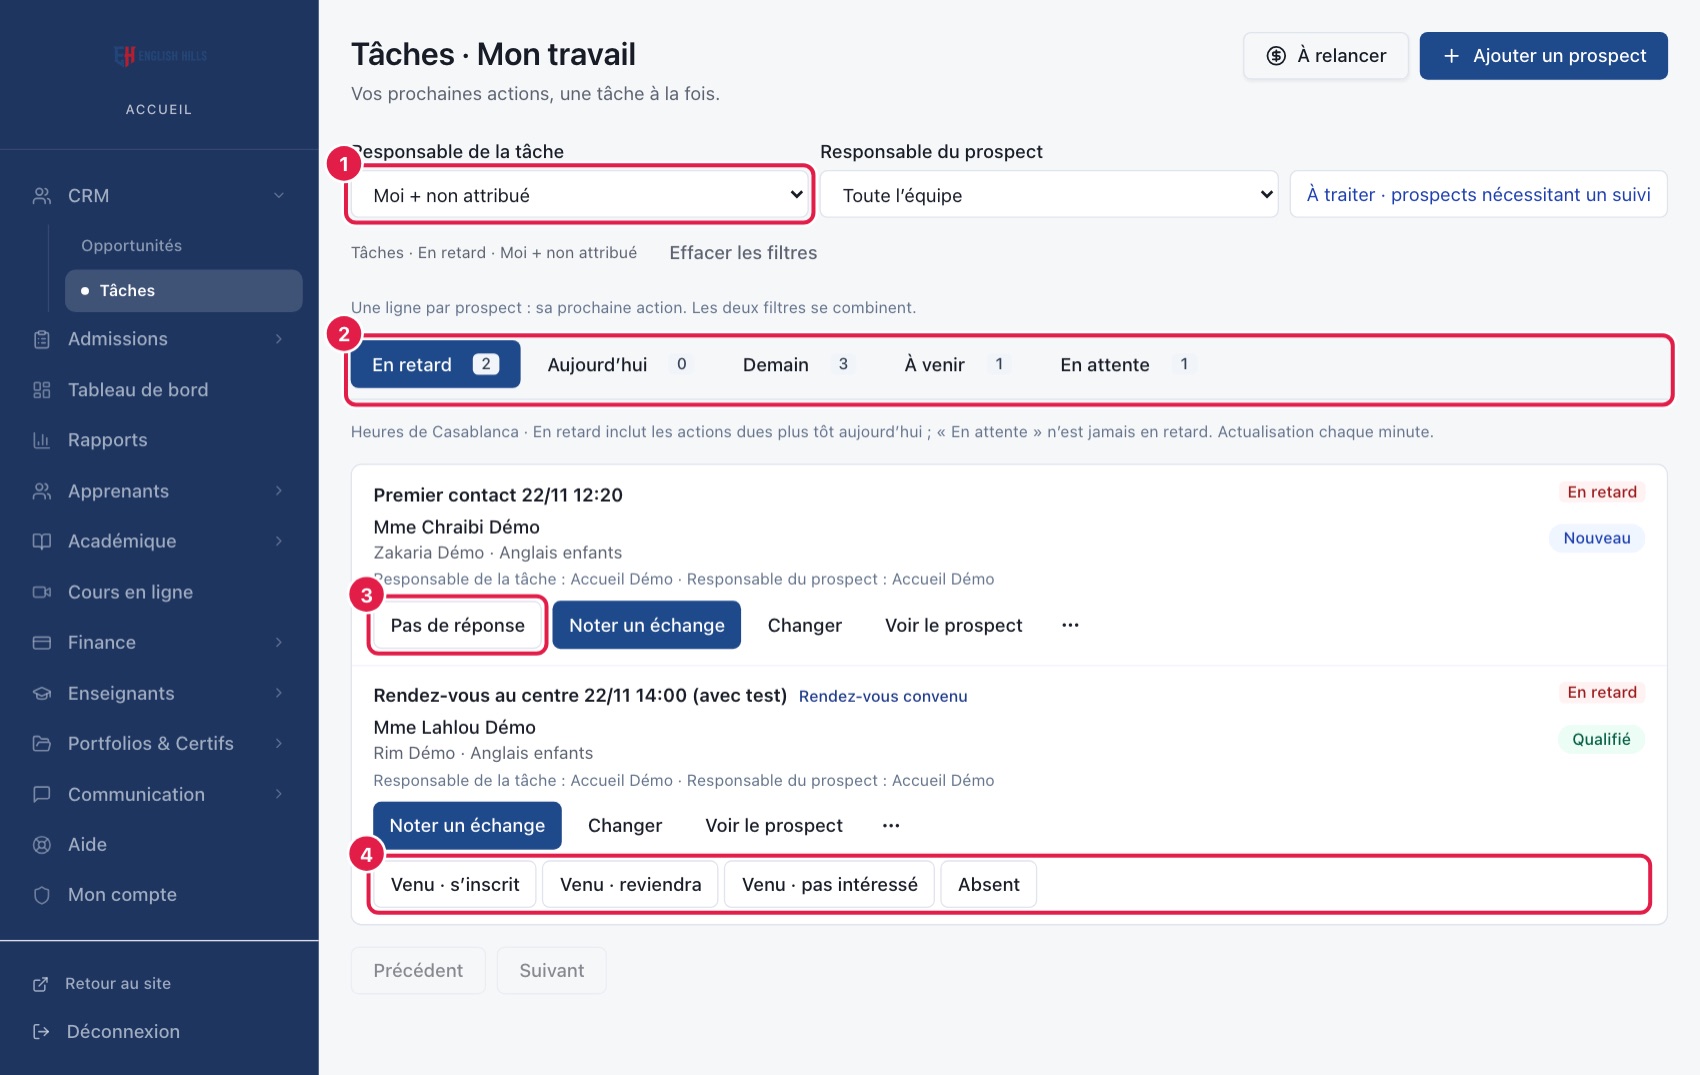 EH ENGLISH HILLS
ACCUEIL
CRM
Opportunités
Tâches
Admissions
Tableau de bord
Rapports
Apprenants
Académique
Cours en ligne
Finance
Enseignants
Portfolios & Certifs
Communication
Aide
Mon compte
Retour au site
Déconnexion
Tâches · Mon travail
Vos prochaines actions, une tâche à la fois.
À relancer
+ Ajouter un prospect
1
Responsable de la tâche
Moi + non attribué
Responsable du prospect
Toute l’équipe
À traiter · prospects nécessitant un suivi
Tâches · En retard · Moi + non attribué
Effacer les filtres
Une ligne par prospect : sa prochaine action. Les deux filtres se combinent.
2
En retard 2
Aujourd’hui 0
Demain 3
À venir 1
En attente 1
Heures de Casablanca · En retard inclut les actions dues plus tôt aujourd’hui ; « En attente » n’est jamais en retard. Actualisation chaque minute.
Premier contact 22/11 12:20
En retard
Mme Chraibi Démo
Nouveau
Zakaria Démo · Anglais enfants
Responsable de la tâche : Accueil Démo · Responsable du prospect : Accueil Démo
3
Pas de réponse
Noter un échange
Changer
Voir le prospect
···
Rendez-vous au centre 22/11 14:00 (avec test) Rendez-vous convenu
En retard
Mme Lahlou Démo
Qualifié
Rim Démo · Anglais enfants
Responsable de la tâche : Accueil Démo · Responsable du prospect : Accueil Démo
Noter un échange
Changer
Voir le prospect
···
4
Venu · s’inscrit
Venu · reviendra
Venu · pas intéressé
Absent
Précédent
Suivant